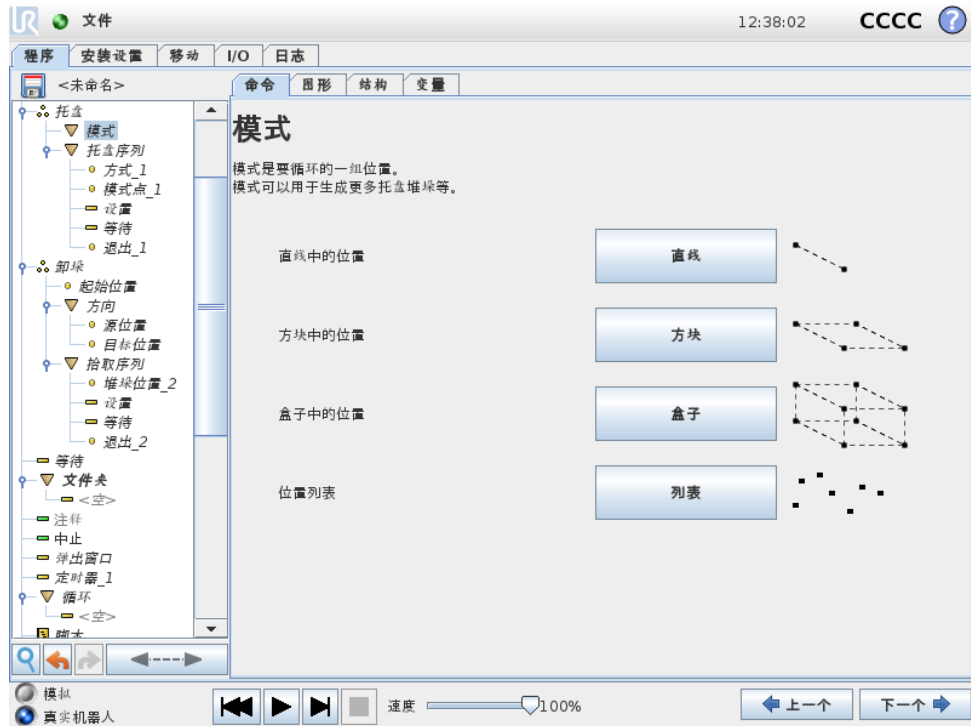 UR 文件 12:38:02 CCCC ?
程序 安装设置 移动 I/O 日志
<未命名>
命令 图形 结构 变量
托盘
模式
托盘序列
方式_1
模式点_1
设置
等待
退出_1
卸垛
起始位置
方向
源位置
目标位置
拾取序列
堆垛位置_2
设置
等待
退出_2
等待
文件夹
<空>
注释
中止
弹出窗口
定时器_1
循环
<空>
脚本
模式
模式是要循环的一组位置。
模式可以用于生成更多托盘堆垛等。
直线中的位置 直线
方块中的位置 方块
盒子中的位置 盒子
位置列表 列表
模拟
真实机器人
速度 100%
上一个 下一个